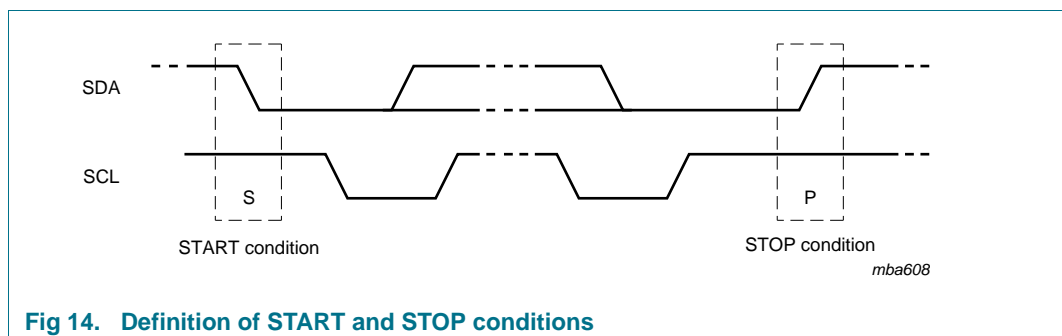 SDA
SCL
S
P
START condition
STOP condition
mba608
Fig 14. Definition of START and STOP conditions